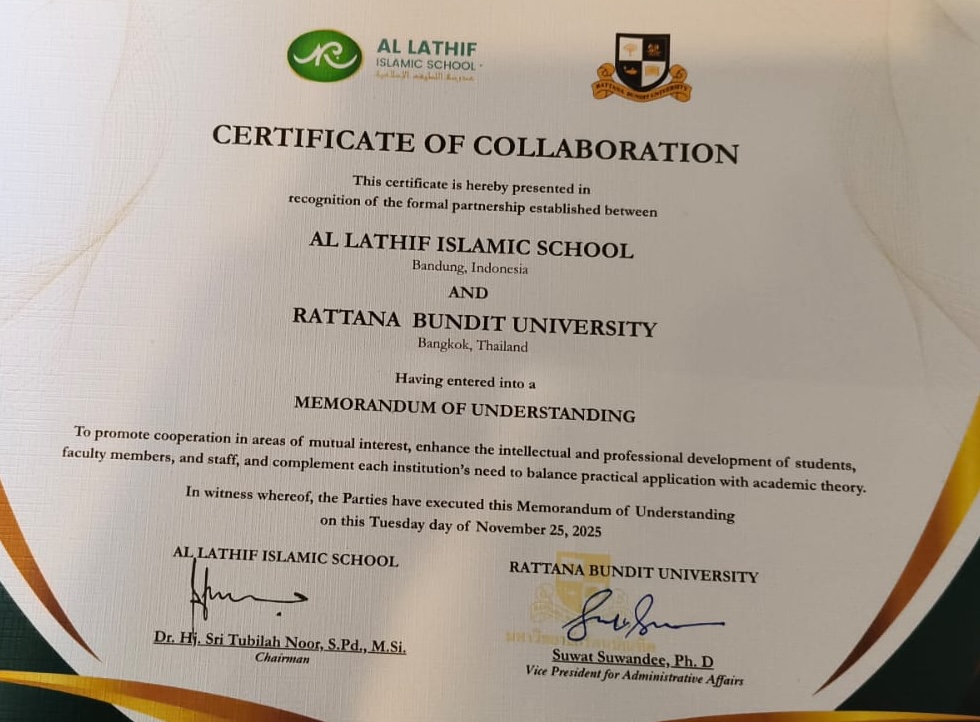 AL LATHIF
ISLAMIC SCHOOL
RATTANA BUNDIT UNIVERSITY
CERTIFICATE OF COLLABORATION
This certificate is hereby presented in
recognition of the formal partnership established between
AL LATHIF ISLAMIC SCHOOL
Bandung, Indonesia
AND
RATTANA BUNDIT UNIVERSITY
Bangkok, Thailand
Having entered into a
MEMORANDUM OF UNDERSTANDING
To promote cooperation in areas of mutual interest, enhance the intellectual and professional development of students,
faculty members, and staff, and complement each institution's need to balance practical application with academic theory.
In witness whereof, the Parties have executed this Memorandum of Understanding
on this Tuesday day of November 25, 2025
AL LATHIF ISLAMIC SCHOOL
RATTANA BUNDIT UNIVERSITY
Dr. Hj. Sri Tubilah Noor, S.Pd., M.Si.
Chairman
Suwat Suwandee, Ph. D
Vice President for Administrative Affairs